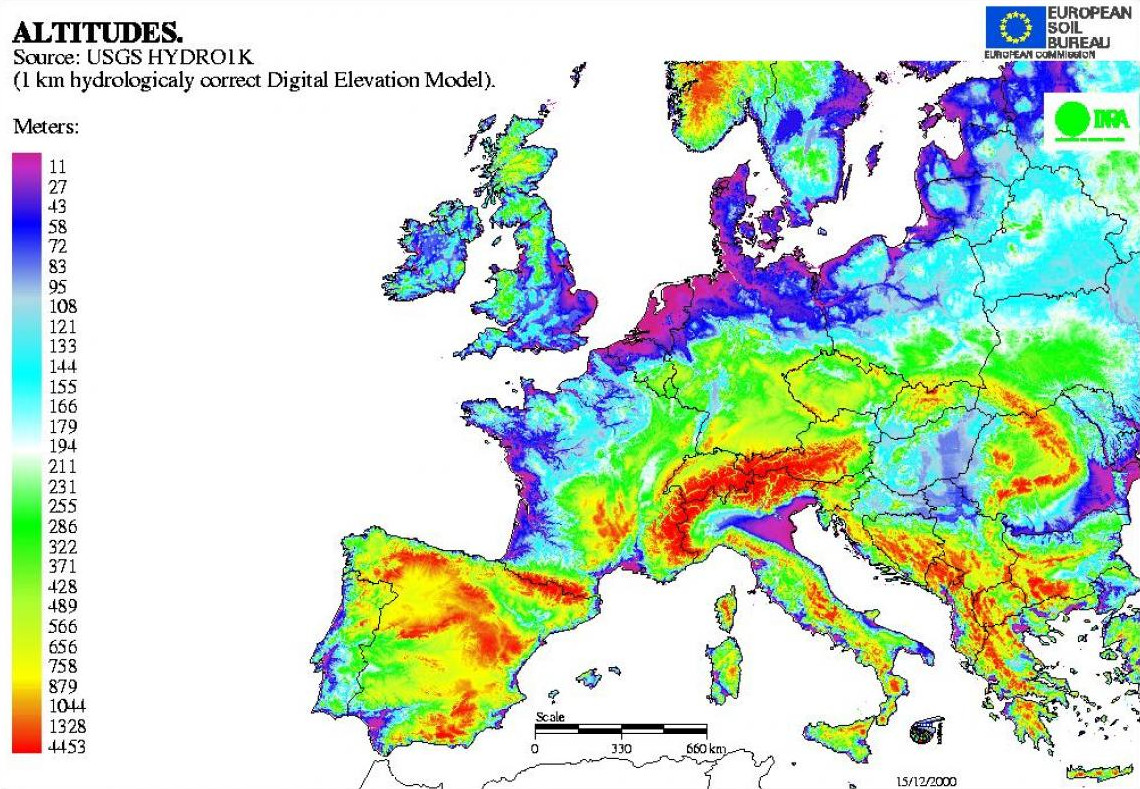 ALTITUDES.
Source: USGS HYDRO1K
(1 km hydrologicaly correct Digital Elevation Model).
EUROPEAN
SOIL
BUREAU
EUROPEAN COMMISSION
INRA
Meters:
11
27
43
58
72
83
95
108
121
133
144
155
166
179
194
211
231
255
286
322
371
428
489
566
656
758
879
1044
1328
4453
Scale
0 330 660 km
15/12/2000